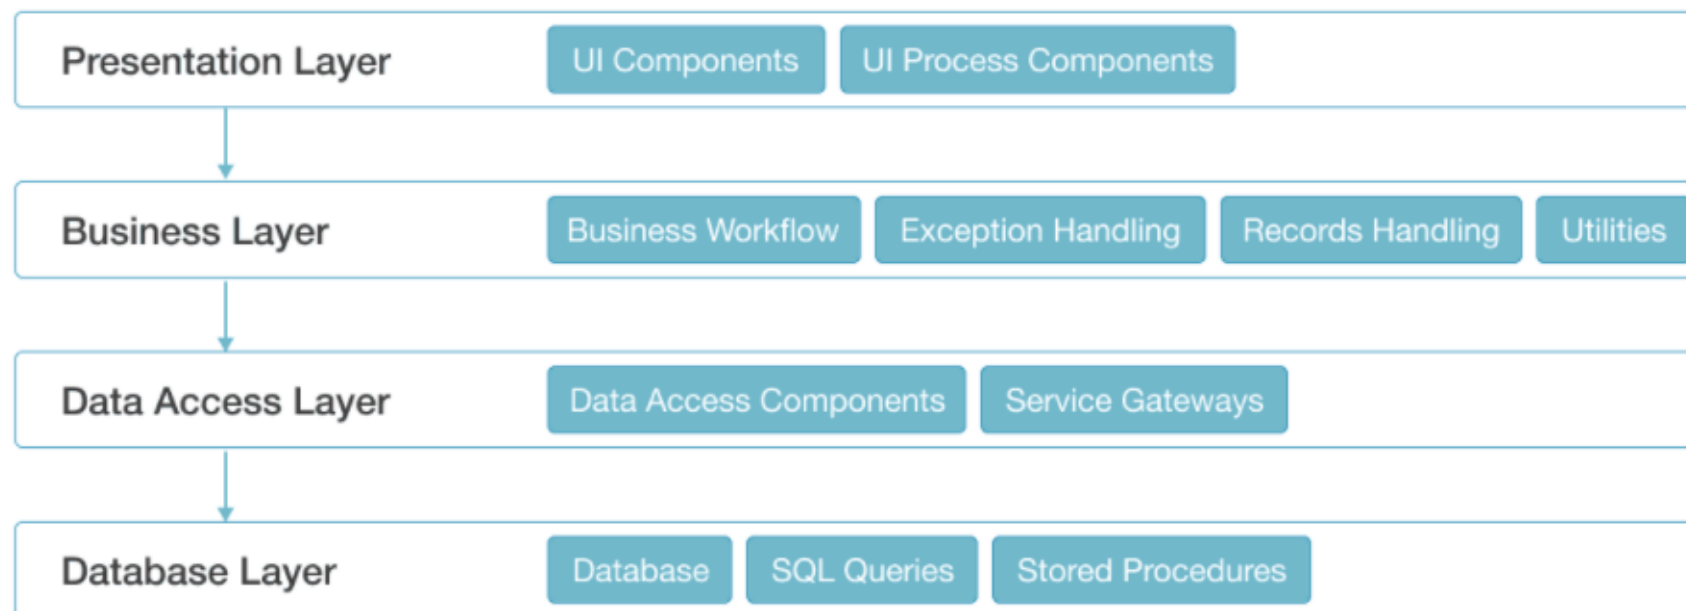 Presentation Layer UI Components UI Process Components
Business Layer Business Workflow Exception Handling Records Handling Utilities
Data Access Layer Data Access Components Service Gateways
Database Layer Database SQL Queries Stored Procedures